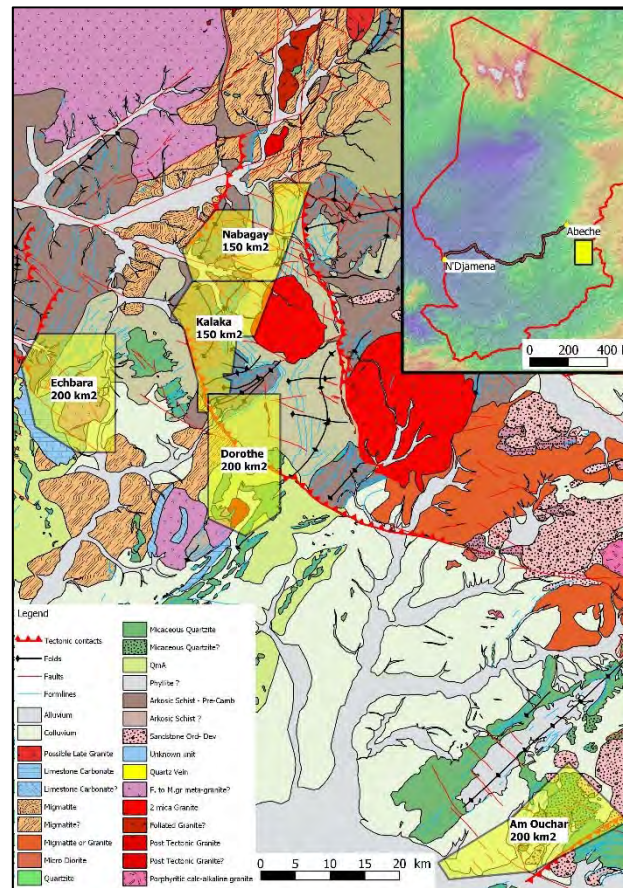 Abeche
N'Djamena
0 200 400 k
Nabagay
150 km2
Kalaka
150 km2
Echbara
200 km2
Dorothe
200 km2
Am Ouchar
200 km2
0 5 10 15 20 km
Legend
Tectonic contacts
Folds
Faults
Formlines
Alluvium
Colluvium
Possible Late Granite
Limestone Carbonate
Limestone Carbonate?
Migmatite
Migmatite?
Migmatite or Granite
Micro Diorite
Quartzite
Micaceous Quartzite
Micaceous Quartzite?
QmA
Phyllite ?
Arkosic Schist - Pre-Camb
Arkosic Schist ?
Sandstone Ord- Dev
Unknown unit
Quartz Vein
F. to M.gr meta-granite?
2 mica Granite
Foliated Granite?
Post Tectonic Granite
Post Tectonic Granite?
Porphyritic calc-alkaline granite